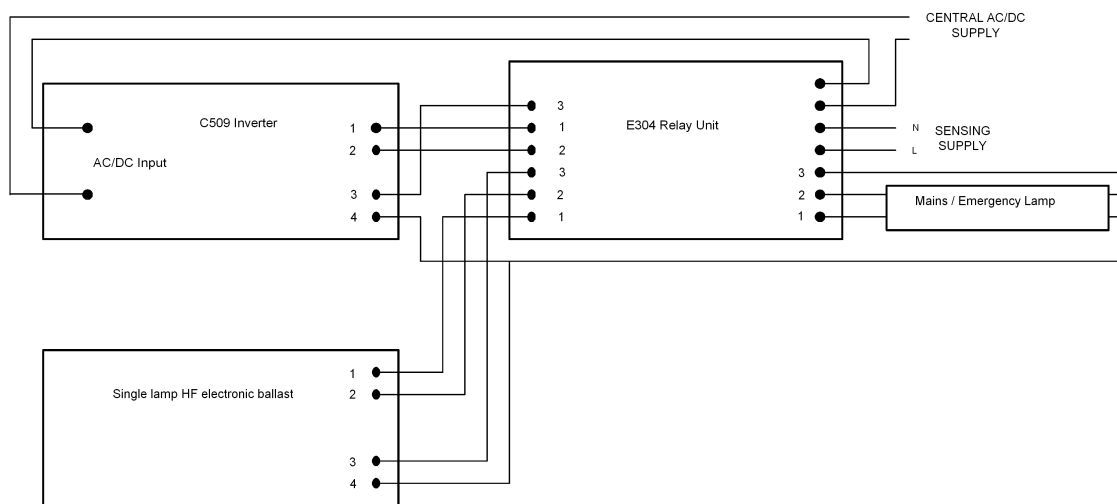 CENTRAL AC/DC
SUPPLY
C509 Inverter
AC/DC Input
1
2
3
4
E304 Relay Unit
3
1
2
3
2
1
N
L
SENSING
SUPPLY
3
2
1
Mains / Emergency Lamp
Single lamp HF electronic ballast
1
2
3
4